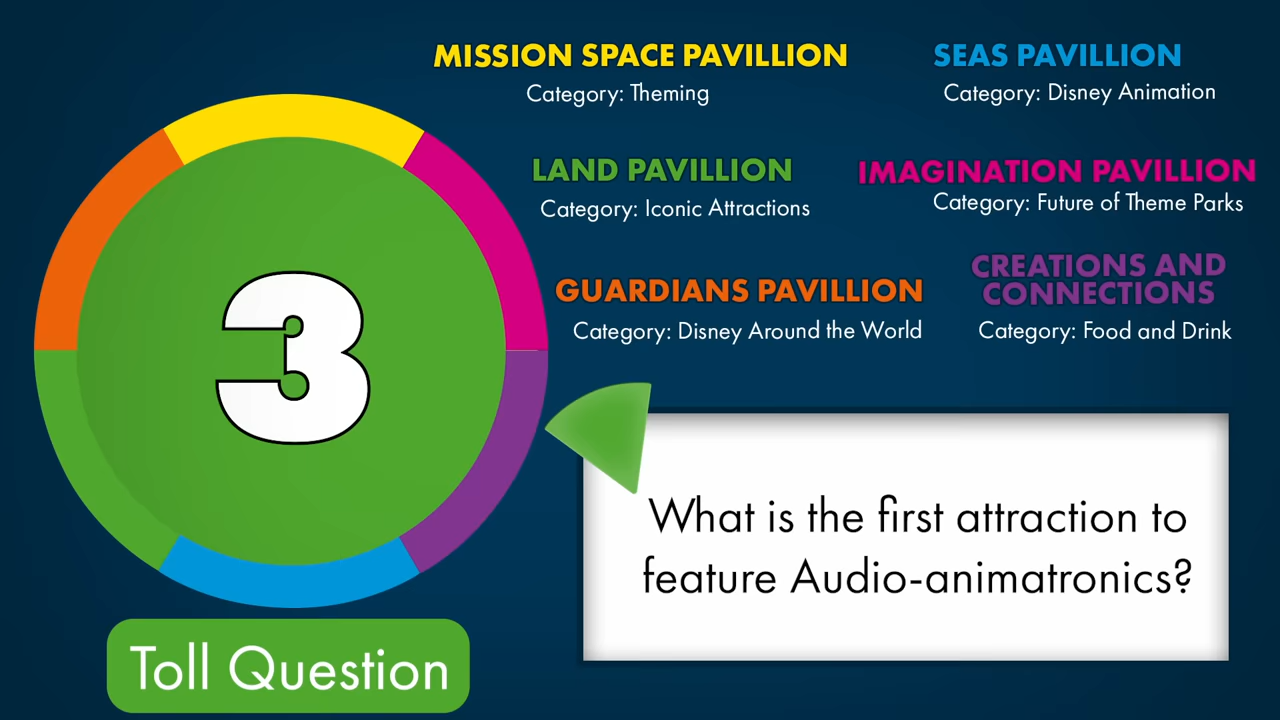 MISSION SPACE PAVILLION
Category: Theming
SEAS PAVILLION
Category: Disney Animation
LAND PAVILLION
Category: Iconic Attractions
IMAGINATION PAVILLION
Category: Future of Theme Parks
GUARDIANS PAVILLION
Category: Disney Around the World
CREATIONS AND
CONNECTIONS
Category: Food and Drink
3
What is the first attraction to
feature Audio-animatronics?
Toll Question